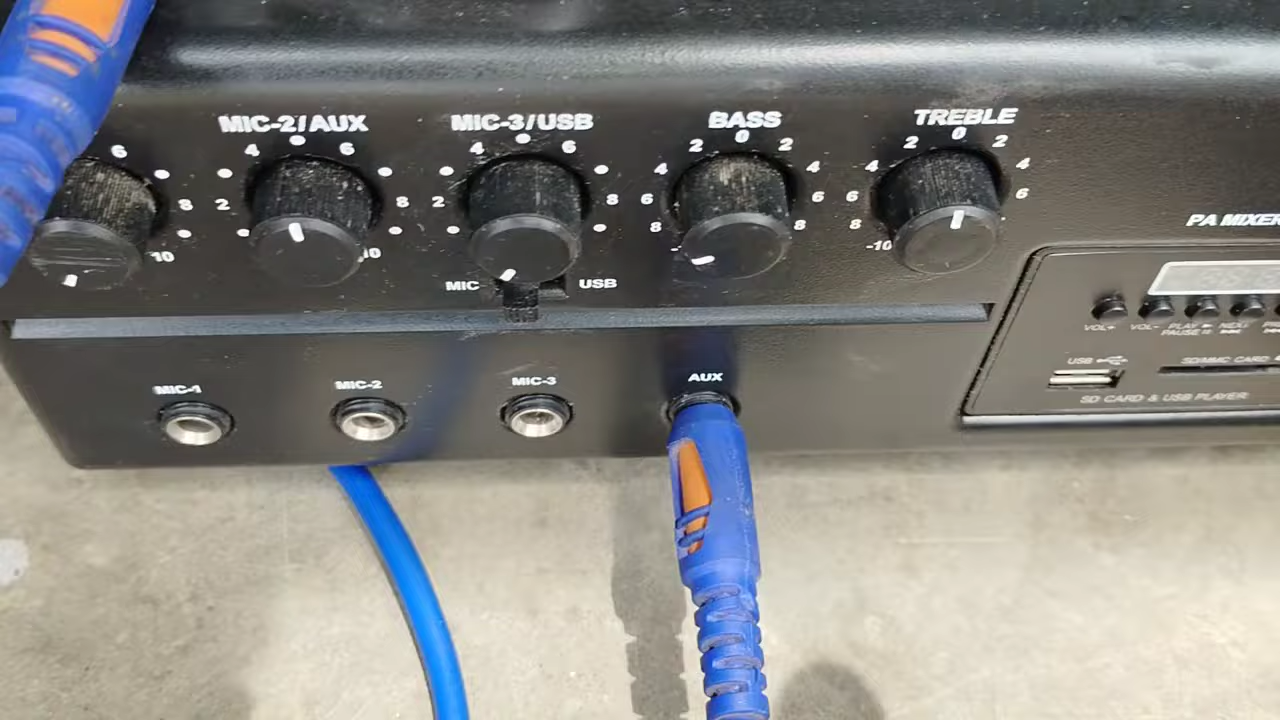 MIC-2/AUX
MIC-3/USB
BASS
TREBLE
6
8
10
2
4
6
8
10
2
4
6
8
8
6
4
2
0
2
4
6
8
-10
8
6
4
2
0
2
4
6
MIC
USB
PA MIXER
VOL+
VOL-
PLAY
PAUSE
NEXT
USB
SD/MMC CARD
SD CARD & USB PLAYER
MIC-1
MIC-2
MIC-3
AUX